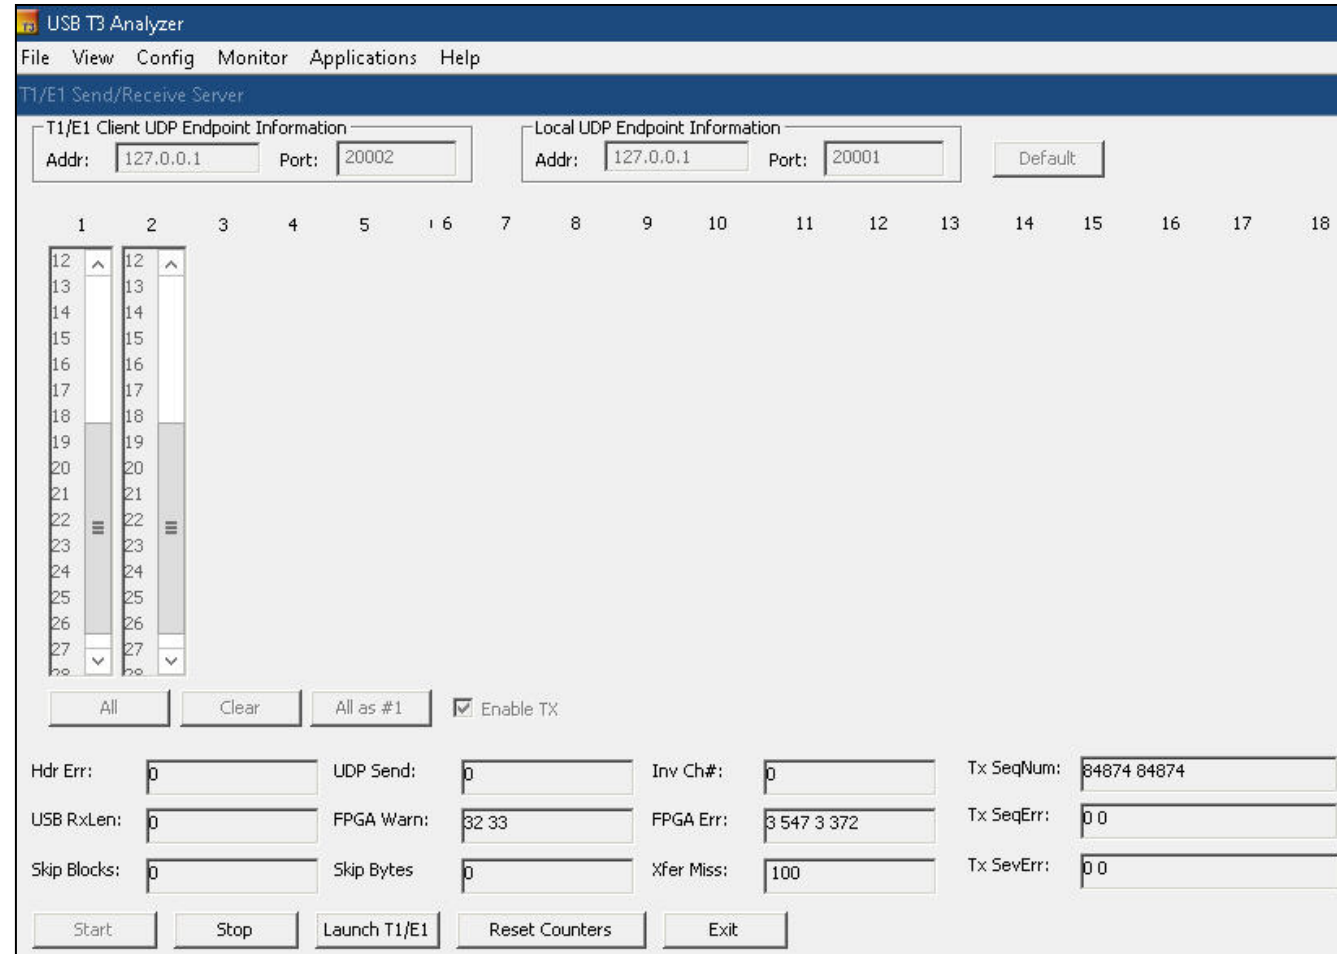 T3 USB T3 Analyzer
File View Config Monitor Applications Help
T1/E1 Send/Receive Server
T1/E1 Client UDP Endpoint Information Local UDP Endpoint Information
Addr: 127.0.0.1 Port: 20002 Addr: 127.0.0.1 Port: 20001 Default
1 2 3 4 5 6 7 8 9 10 11 12 13 14 15 16 17 18
12 12
13 13
14 14
15 15
16 16
17 17
18 18
19 19
20 20
21 21
22 22
23 23
24 24
25 25
26 26
27 27
28 28
All Clear All as #1 Enable TX
Hdr Err: 0 UDP Send: 0 Inv Ch#: 0 Tx SeqNum: 84874 84874
USB RxLen: 0 FPGA Warn: 32 33 FPGA Err: 3 547 3 372 Tx SeqErr: 0 0
Skip Blocks: 0 Skip Bytes 0 Xfer Miss: 100 Tx SevErr: 0 0
Start Stop Launch T1/E1 Reset Counters Exit